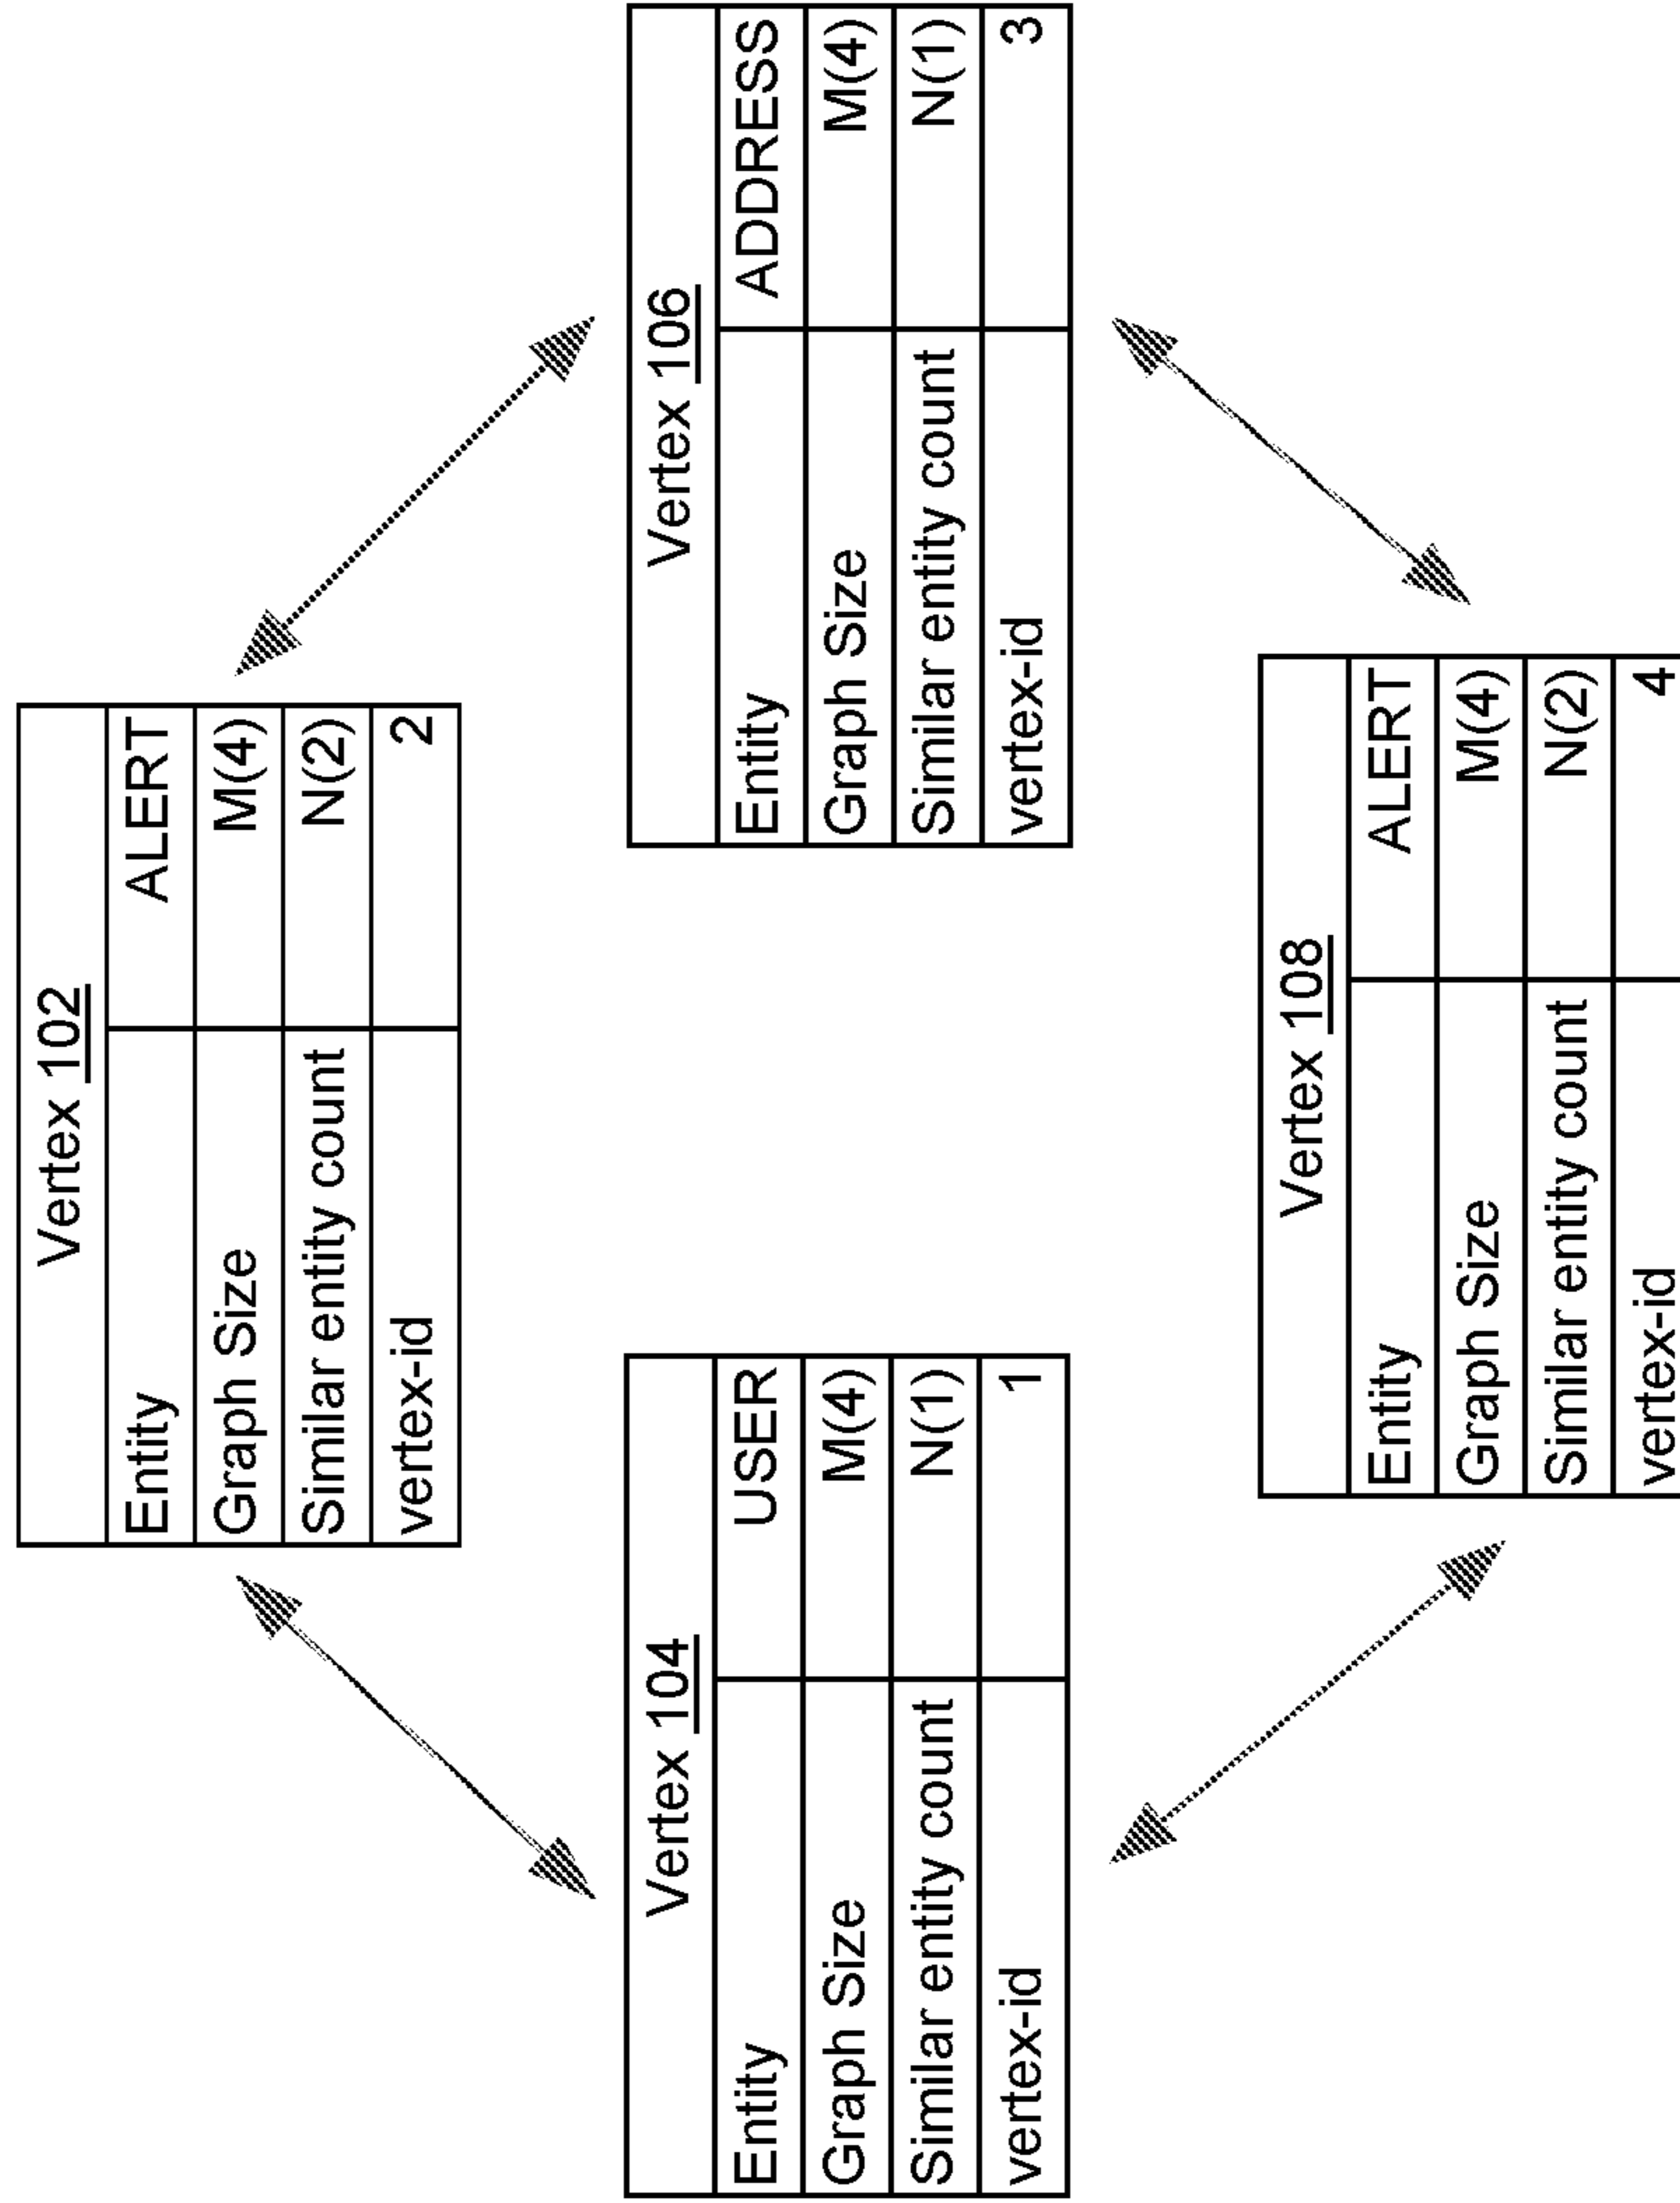 Vertex 102
Entity ALERT
Graph Size M(4)
Similar entity count N(2)
vertex-id 2
Vertex 104
Entity USER
Graph Size M(4)
Similar entity count N(1)
vertex-id 1
Vertex 106
Entity ADDRESS
Graph Size M(4)
Similar entity count N(1)
vertex-id 3
Vertex 108
Entity ALERT
Graph Size M(4)
Similar entity count N(2)
vertex-id 4